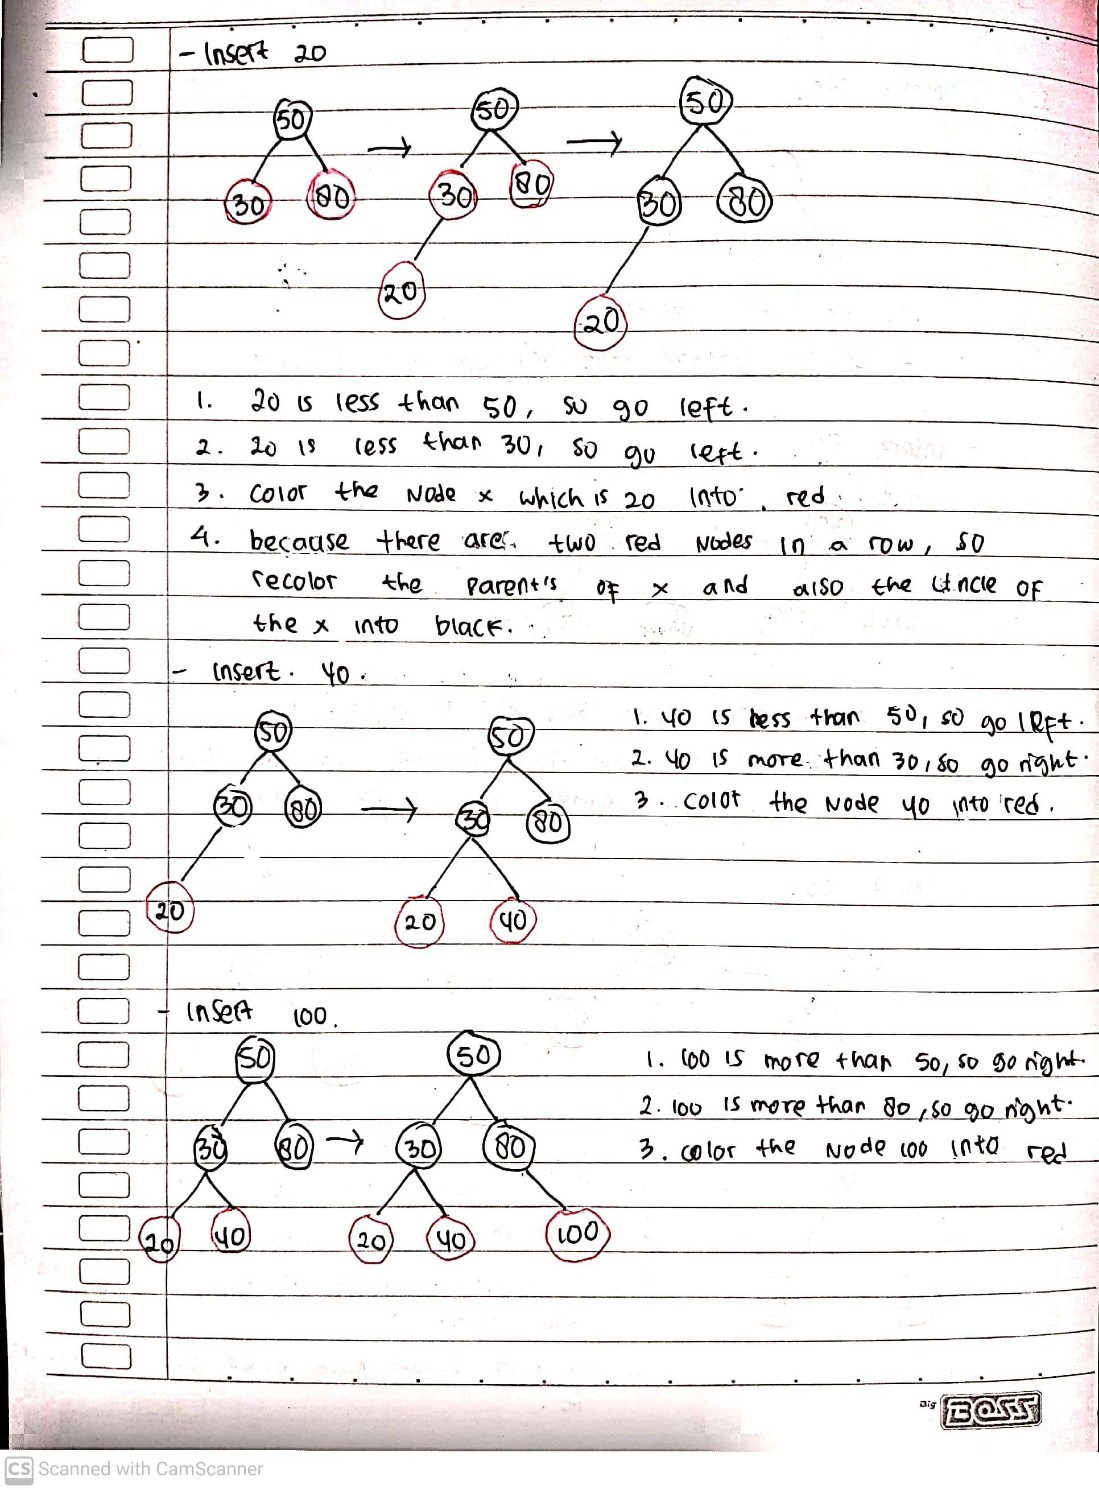 - Insert 20
50 50 50
30 80 30 80 30 80
20 20
1. 20 is less than 50, so go left.
2. 20 is less than 30, so go left.
3. Color the Node x which is 20 Into red.
4. because there are two red Nodes in a row, so
recolor the parent's of x and also the Uncle of
the x into black.
- Insert. 40.
50 50
30 80 30 80
20 20 40
1. 40 is less than 50, so go left.
2. 40 is more than 30, so go right.
3. Color the Node 40 into red.
- Insert 100.
50 50
30 80 30 80
20 40 20 40 100
1. 100 is more than 50, so go right.
2. 100 is more than 80, so go right.
3. color the Node 100 into red
Big BOSS
CS Scanned with CamScanner